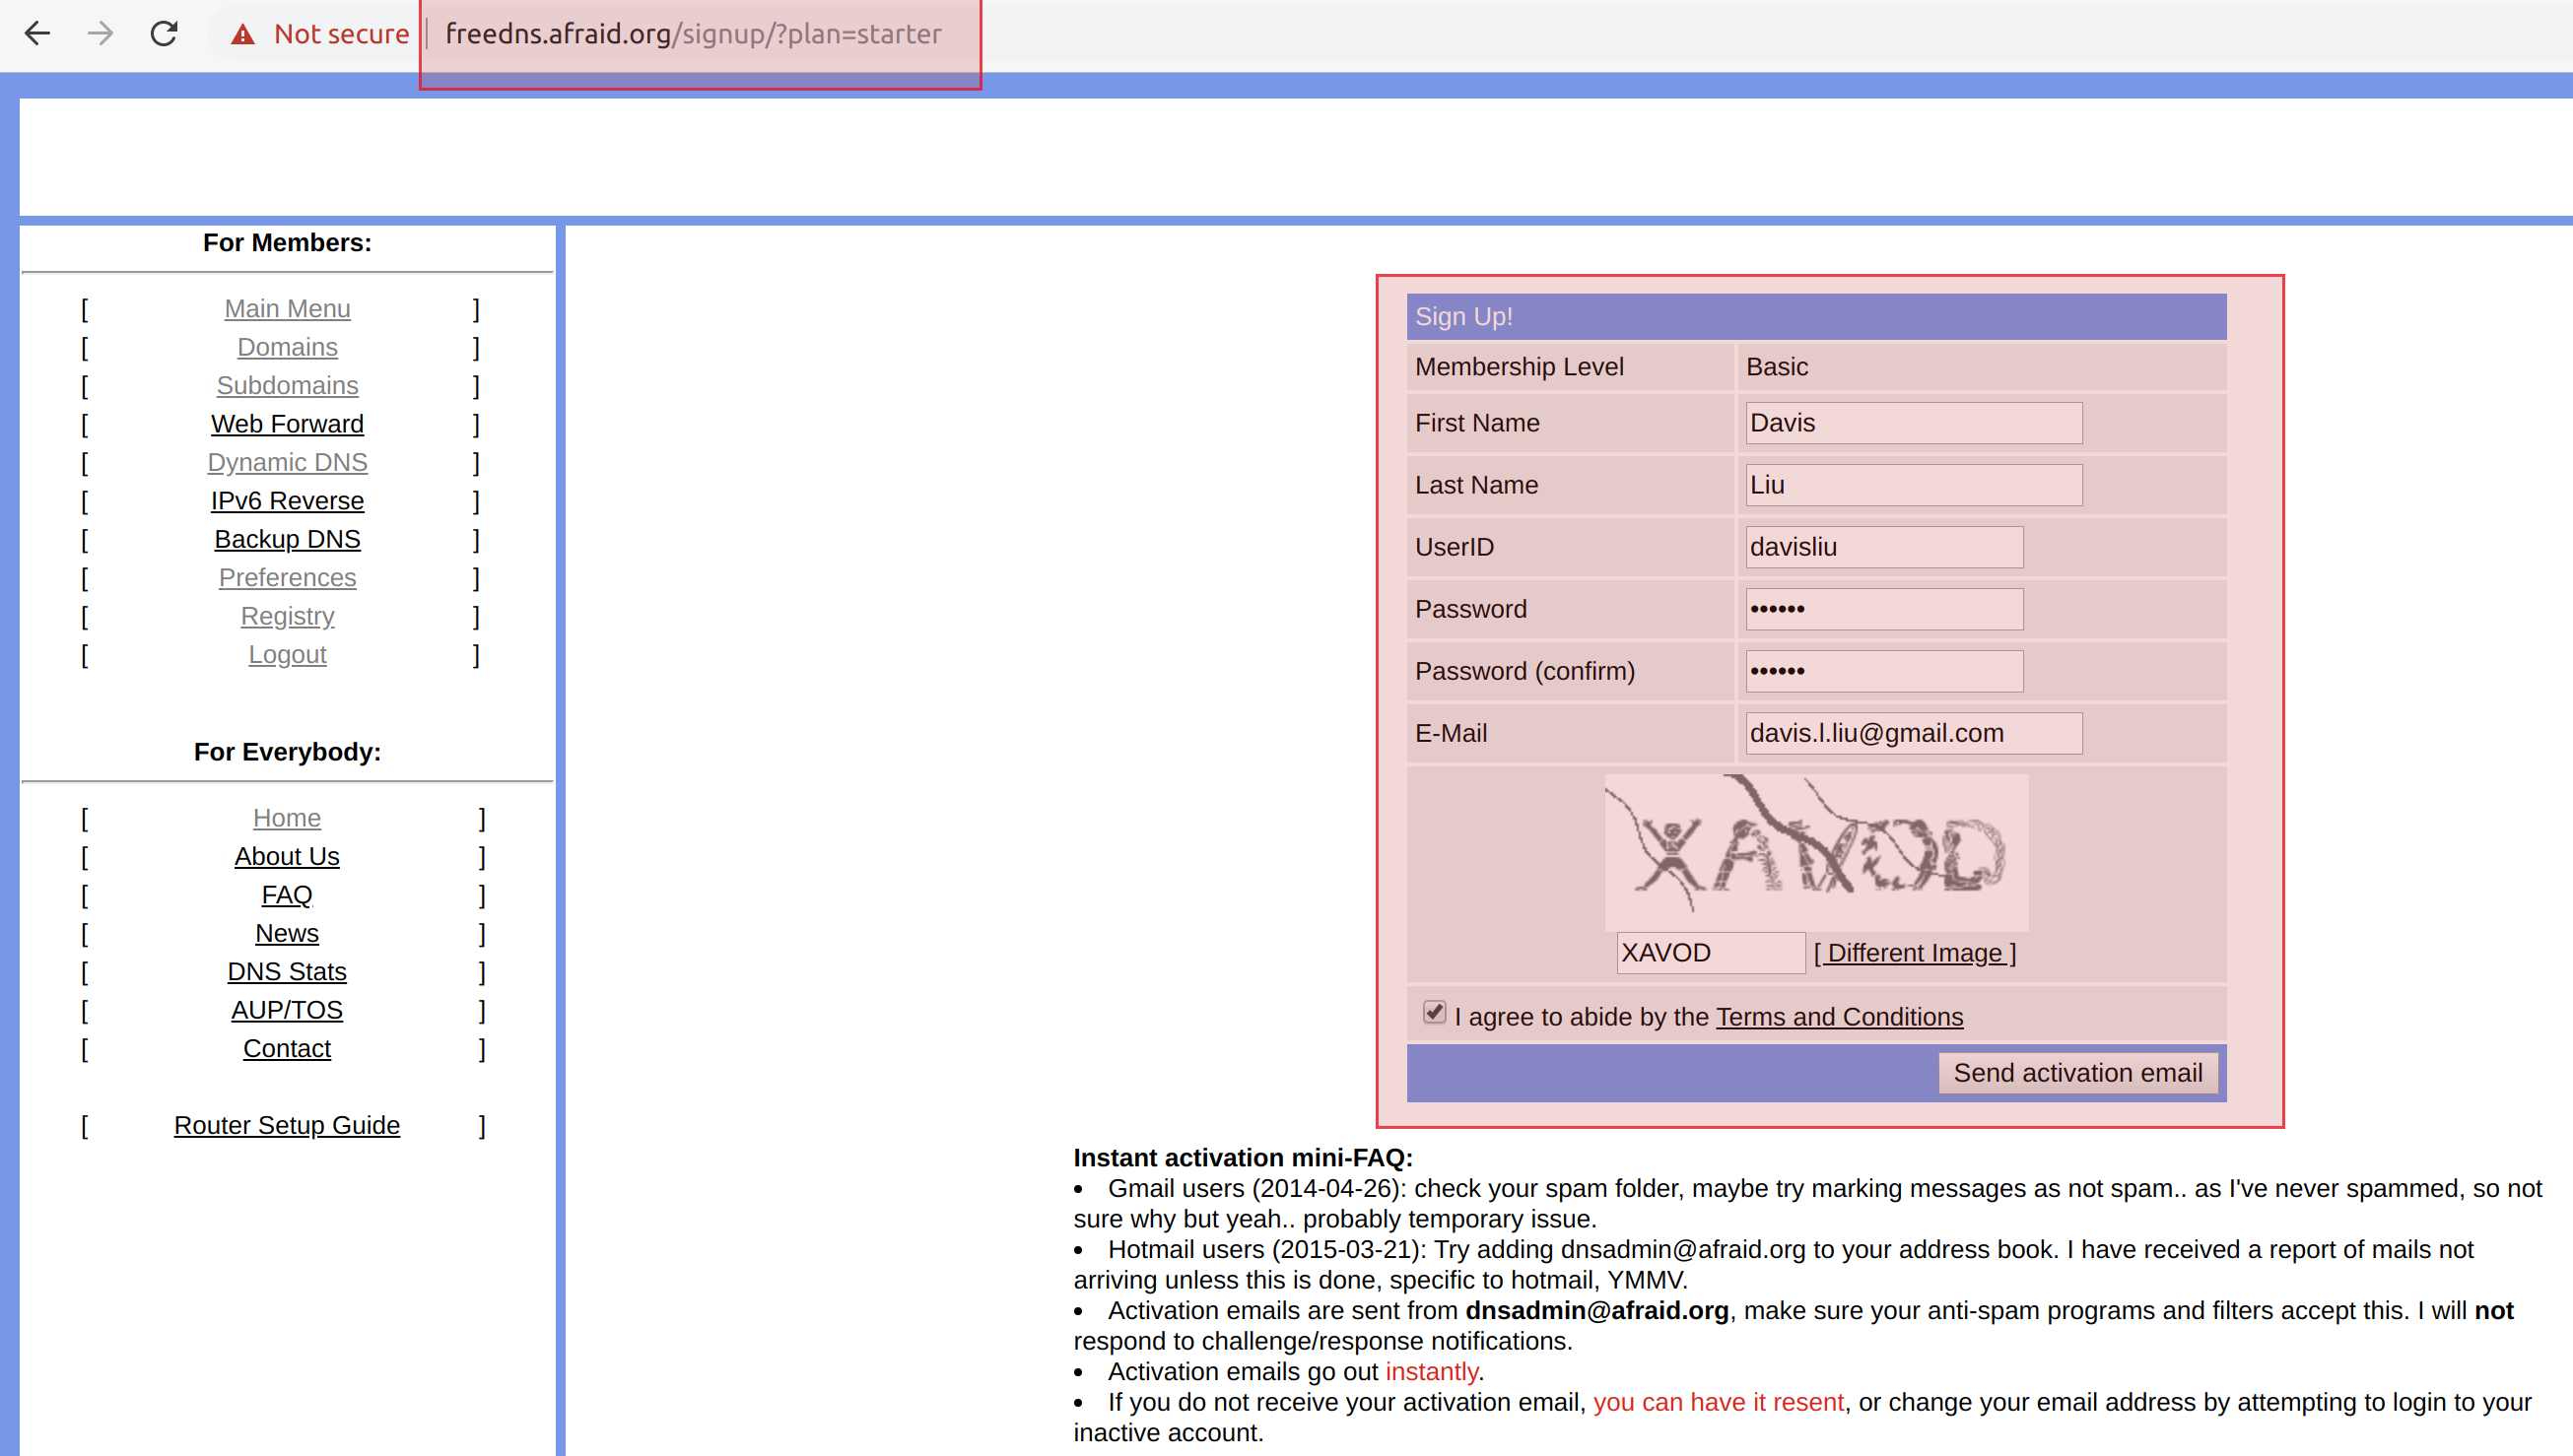 Not secure | freedns.afraid.org/signup/?plan=starter
For Members:
[ Main Menu ]
[ Domains ]
[ Subdomains ]
[ Web Forward ]
[ Dynamic DNS ]
[ IPv6 Reverse ]
[ Backup DNS ]
[ Preferences ]
[ Registry ]
[ Logout ]
For Everybody:
[ Home ]
[ About Us ]
[ FAQ ]
[ News ]
[ DNS Stats ]
[ AUP/TOS ]
[ Contact ]
[ Router Setup Guide ]
Sign Up!
Membership Level Basic
First Name Davis
Last Name Liu
UserID davisliu
Password ••••••
Password (confirm) ••••••
E-Mail davis.l.liu@gmail.com
XAVOD
XAVOD [ Different Image ]
I agree to abide by the Terms and Conditions
Send activation email
Instant activation mini-FAQ:
• Gmail users (2014-04-26): check your spam folder, maybe try marking messages as not spam.. as I've never spammed, so not
sure why but yeah.. probably temporary issue.
• Hotmail users (2015-03-21): Try adding dnsadmin@afraid.org to your address book. I have received a report of mails not
arriving unless this is done, specific to hotmail, YMMV.
• Activation emails are sent from dnsadmin@afraid.org, make sure your anti-spam programs and filters accept this. I will not
respond to challenge/response notifications.
• Activation emails go out instantly.
• If you do not receive your activation email, you can have it resent, or change your email address by attempting to login to your
inactive account.